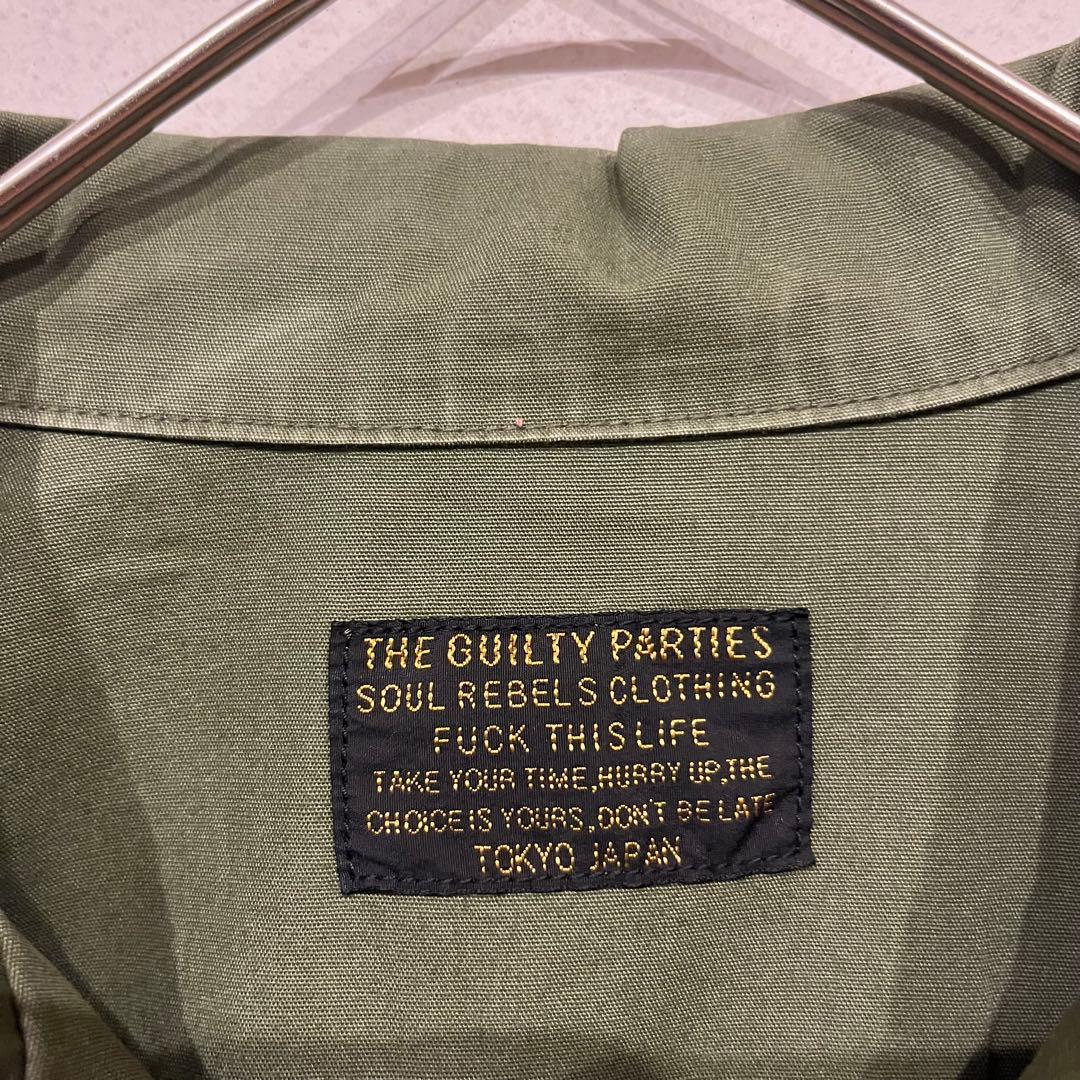 THE GUILTY PARTIES
SOUL REBELS CLOTHING
FUCK THIS LIFE
TAKE YOUR TIME,HURRY UP,THE
CHOICE IS YOURS,DON'T BE LATE
TOKYO JAPAN